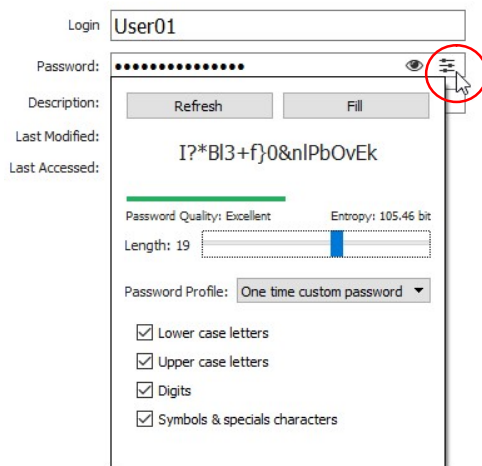 Login User01
Password: •••••••••••••••
Description:
Refresh Fill
Last Modified:
I?*Bl3+f}0&nlPbOvEk
Last Accessed:
Password Quality: Excellent Entropy: 105.46 bit
Length: 19
Password Profile: One time custom password
Lower case letters
Upper case letters
Digits
Symbols & specials characters